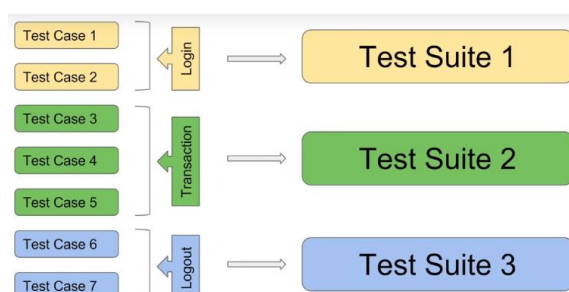 Test Case 1
Test Case 2
Login
Test Suite 1
Test Case 3
Test Case 4
Test Case 5
Transaction
Test Suite 2
Test Case 6
Test Case 7
Logout
Test Suite 3